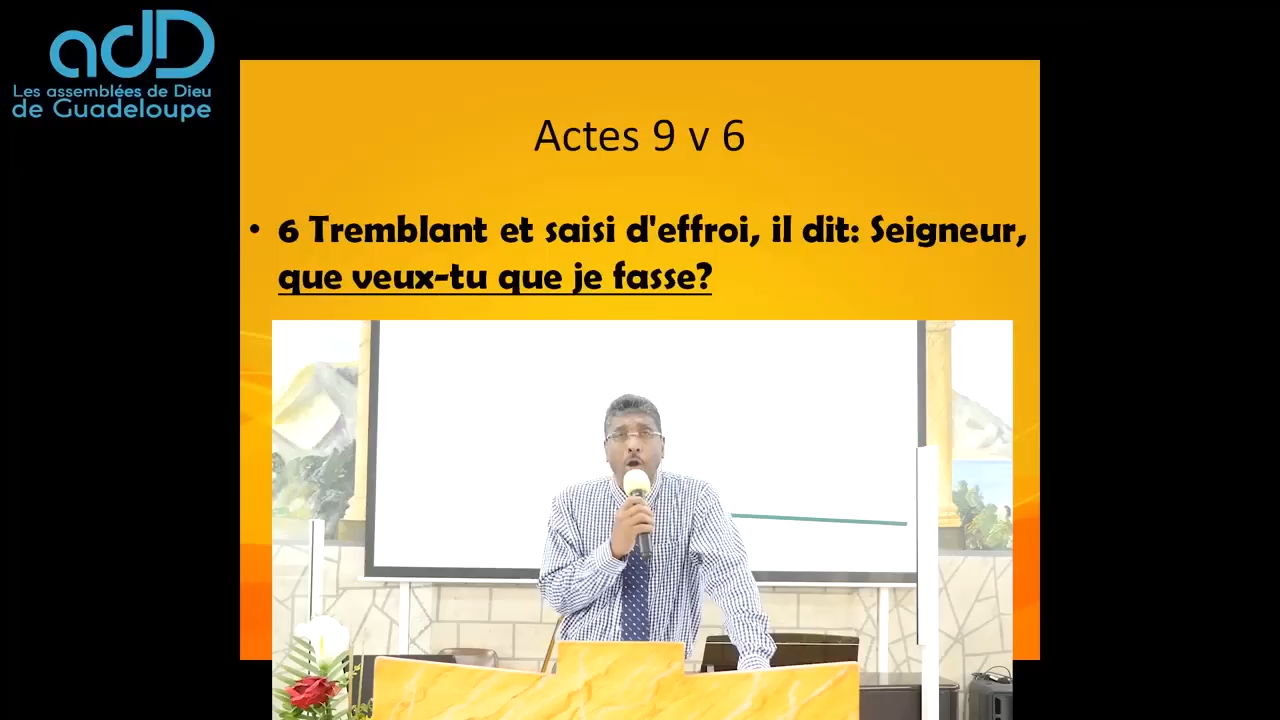 adD
Les assemblées de Dieu
de Guadeloupe
Actes 9 v 6
• 6 Tremblant et saisi d'effroi, il dit: Seigneur,
que veux-tu que je fasse?